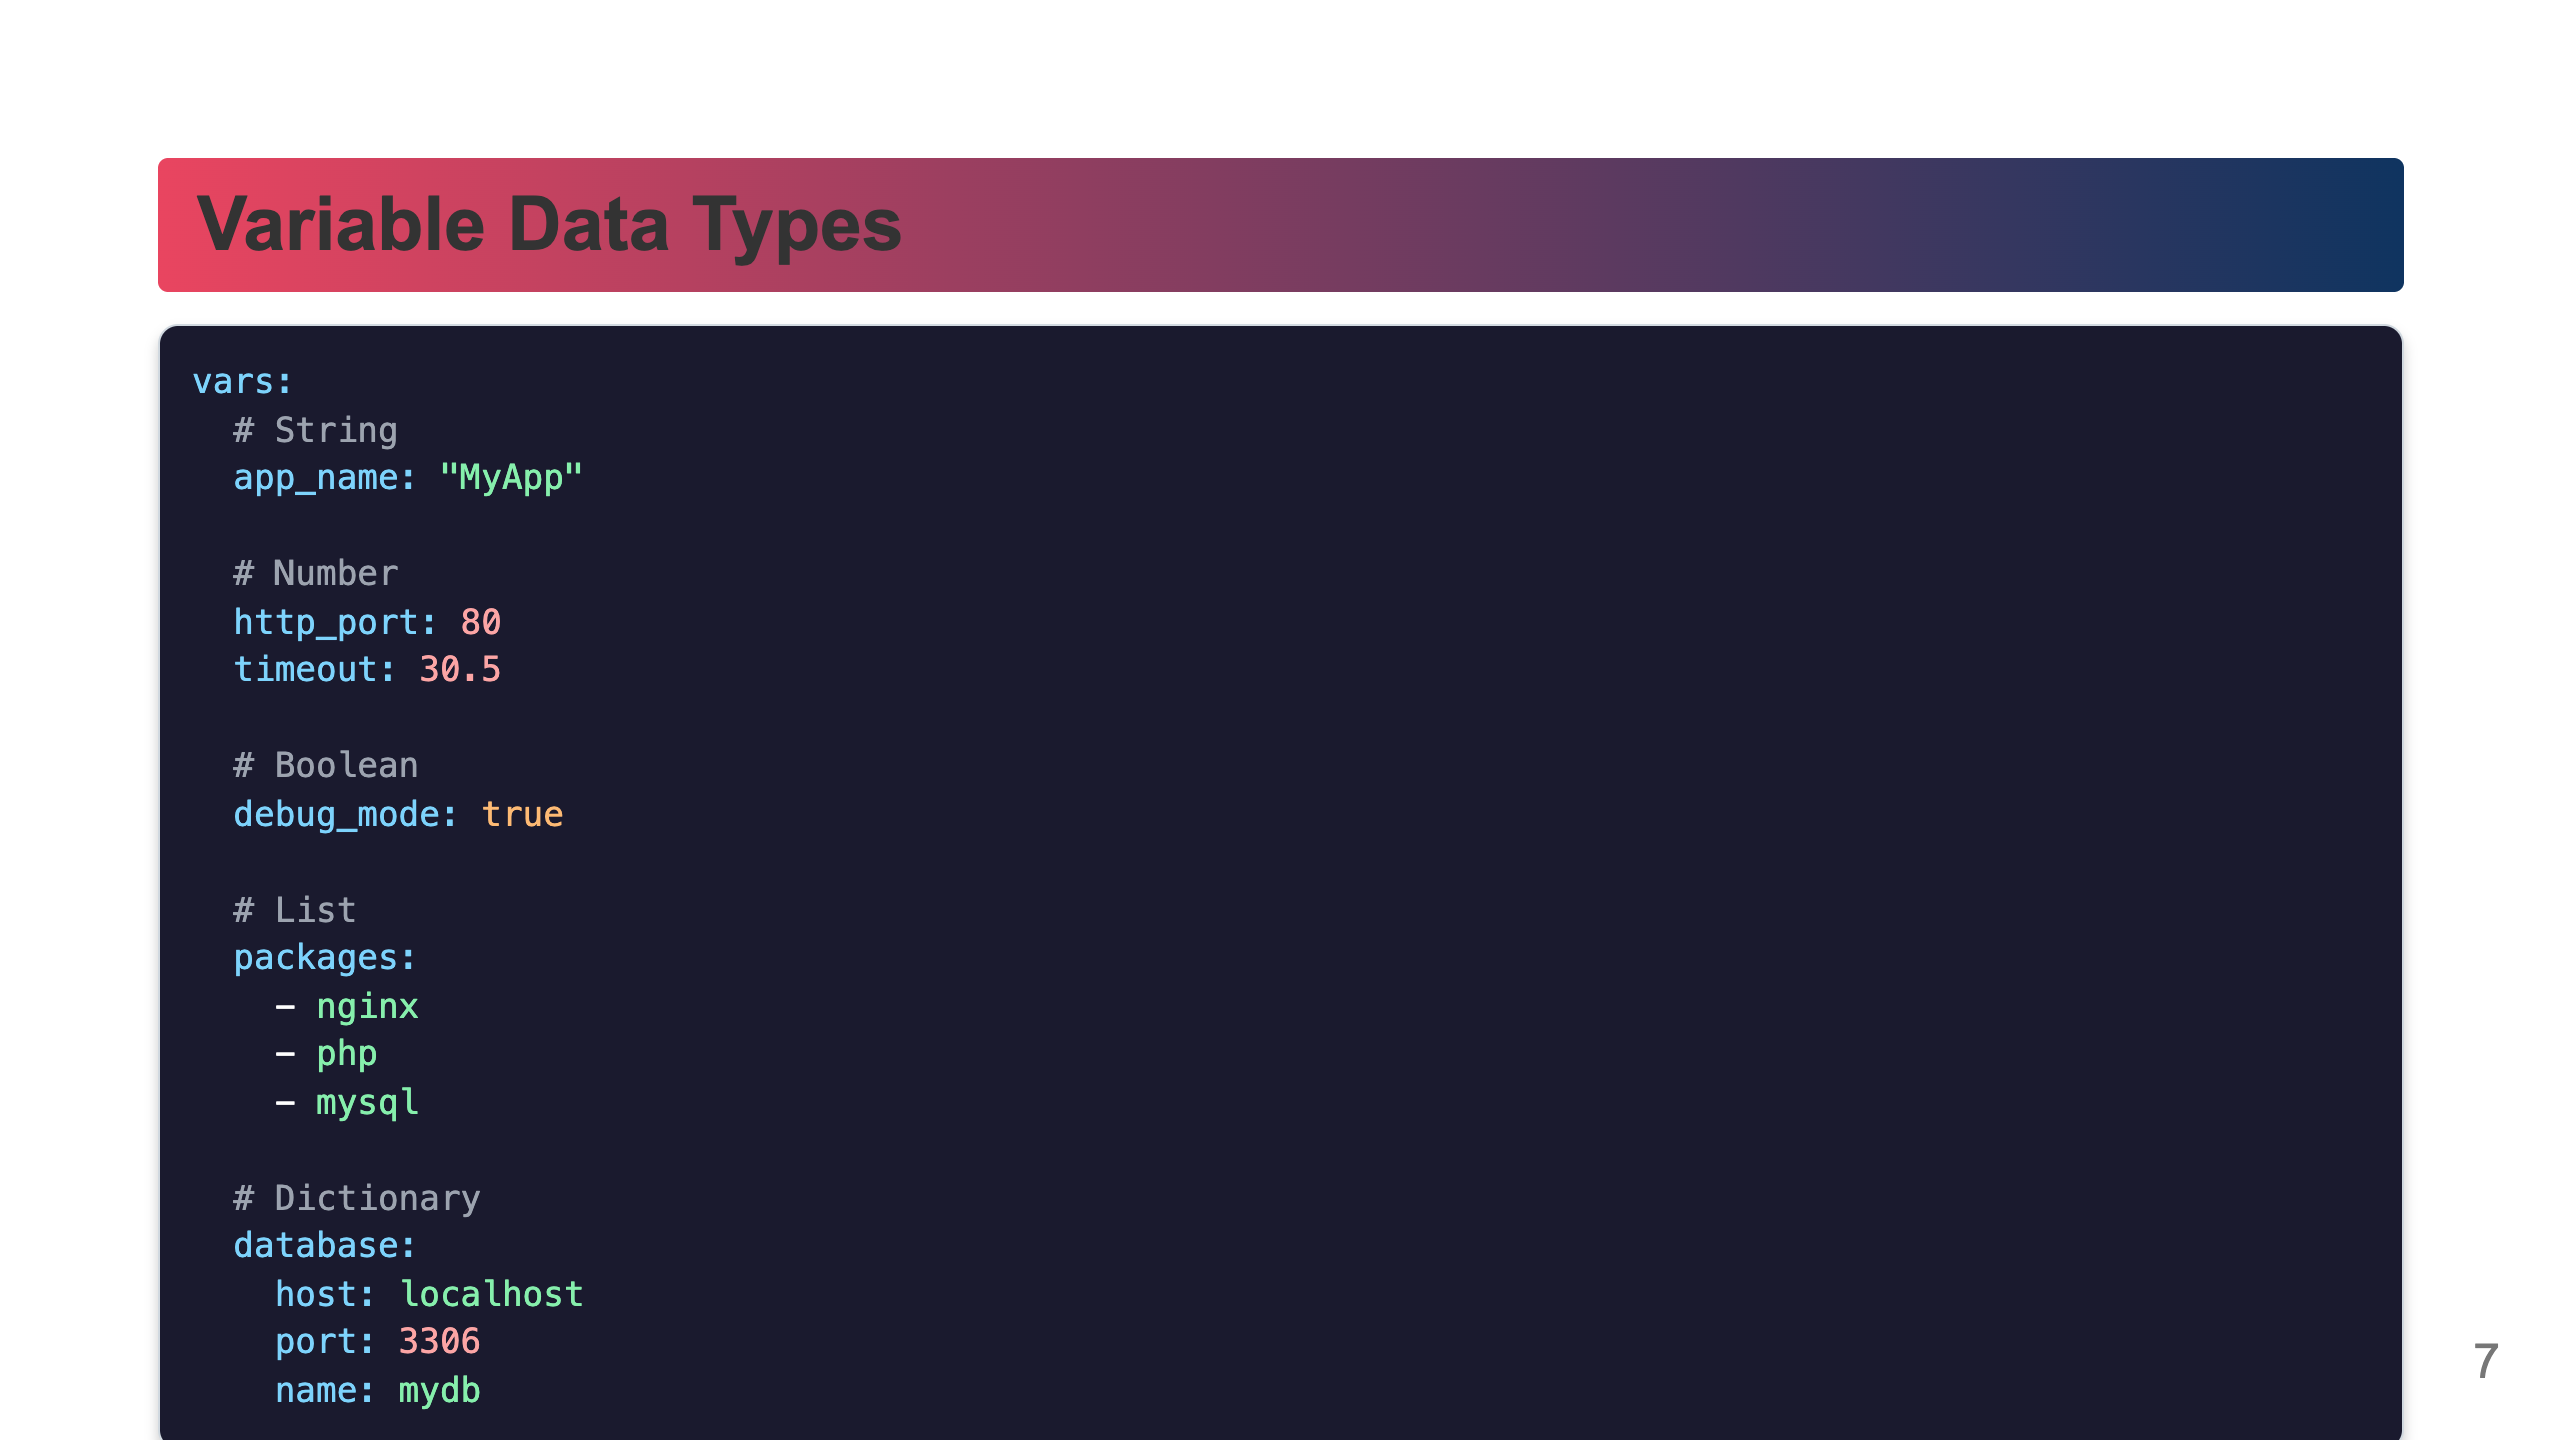 Variable Data Types
vars:
  # String
  app_name: "MyApp"

  # Number
  http_port: 80
  timeout: 30.5

  # Boolean
  debug_mode: true

  # List
  packages:
    - nginx
    - php
    - mysql

  # Dictionary
  database:
    host: localhost
    port: 3306
    name: mydb
7